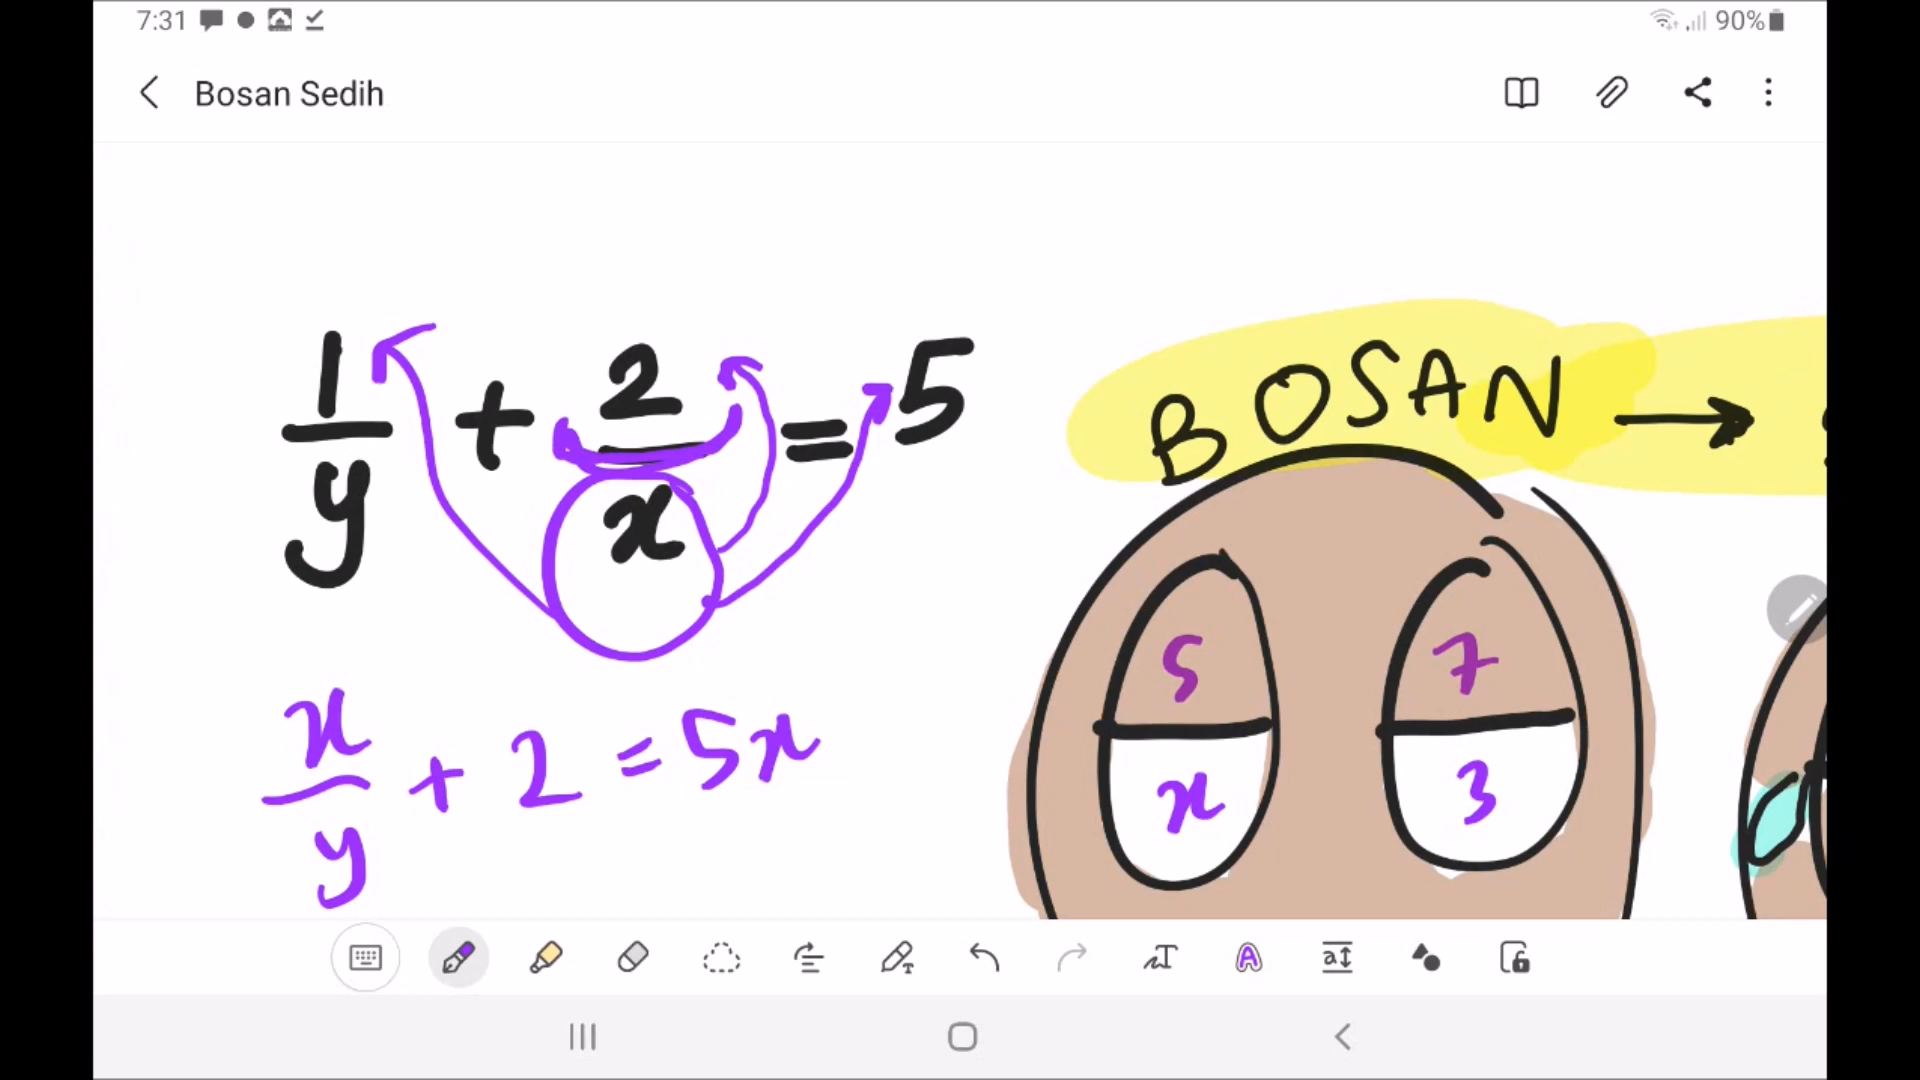 7:31 90%
Bosan Sedih
1/y + 2/x = 5
BOSAN →
5 7
x 3
x/y + 2 = 5x